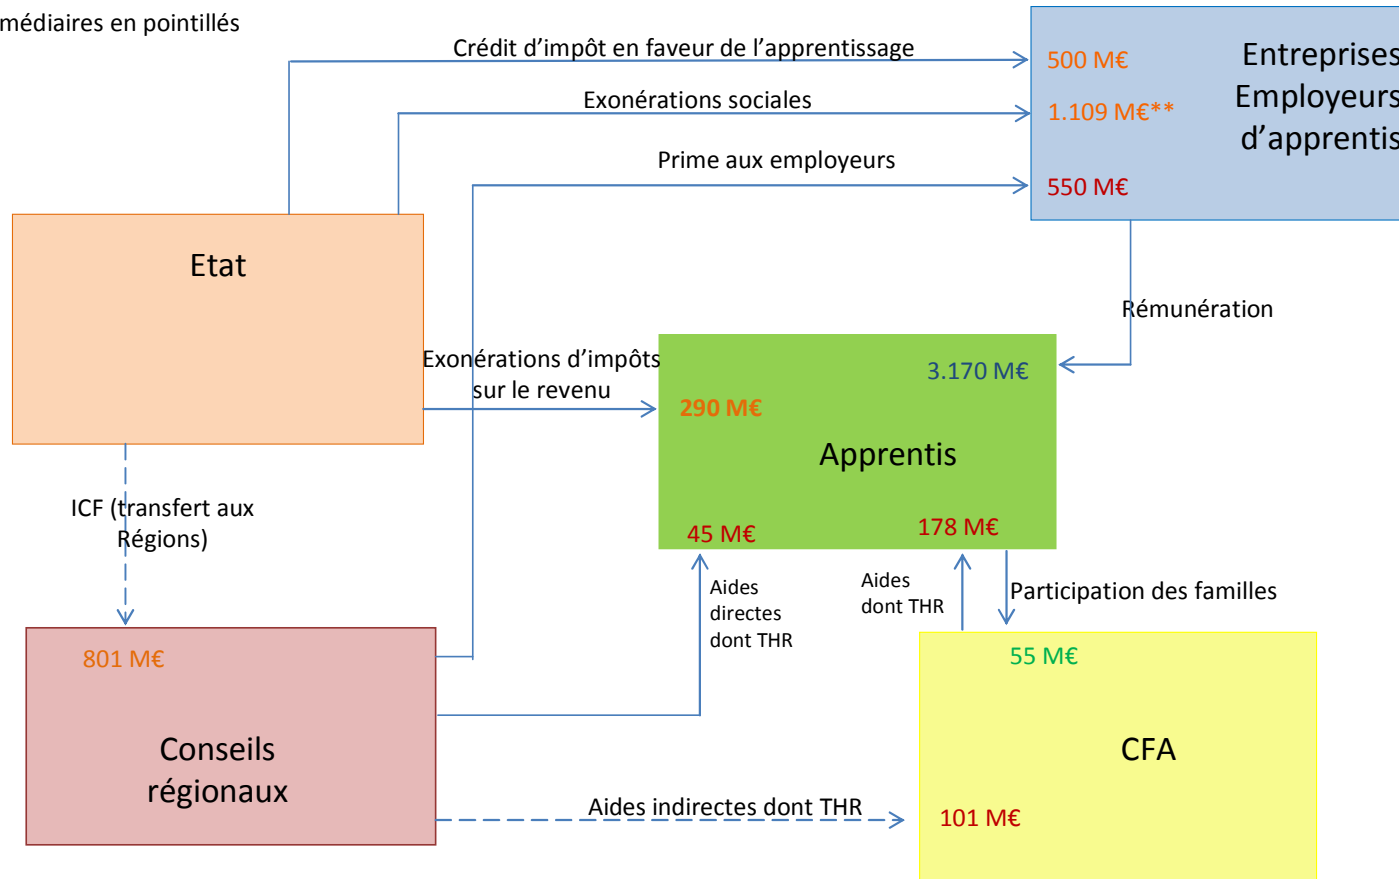 médiaires en pointillés
Crédit d’impôt en faveur de l’apprentissage
500 M€
Entreprises
Employeurs
d’apprentis
Exonérations sociales
1.109 M€**
Prime aux employeurs
550 M€
Etat
Rémunération
Exonérations d’impôts
sur le revenu
3.170 M€
290 M€
Apprentis
ICF (transfert aux
Régions)
45 M€
178 M€
Aides
directes
dont THR
Aides
dont THR
Participation des familles
801 M€
55 M€
Conseils
régionaux
CFA
Aides indirectes dont THR
101 M€